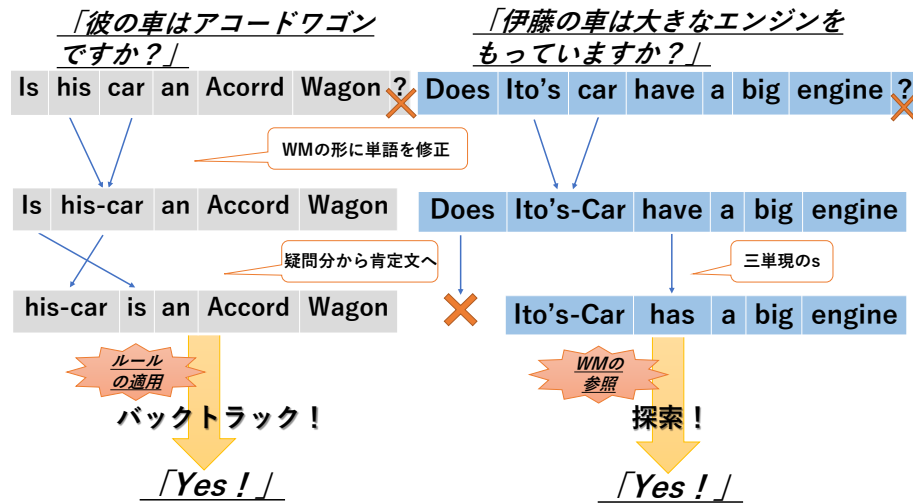 「彼の車はアコードワゴン
ですか？」
Is his car an Acorrd Wagon ?
WMの形に単語を修正
Is his-car an Accord Wagon
疑問分から肯定文へ
his-car is an Accord Wagon
ルール
の適用
バックトラック！
「Yes！」
「伊藤の車は大きなエンジンを
もっていますか？」
Does Ito’s car have a big engine ?
Does Ito’s-Car have a big engine
三単現のs
Ito’s-Car has a big engine
WMの
参照
探索！
「Yes！」